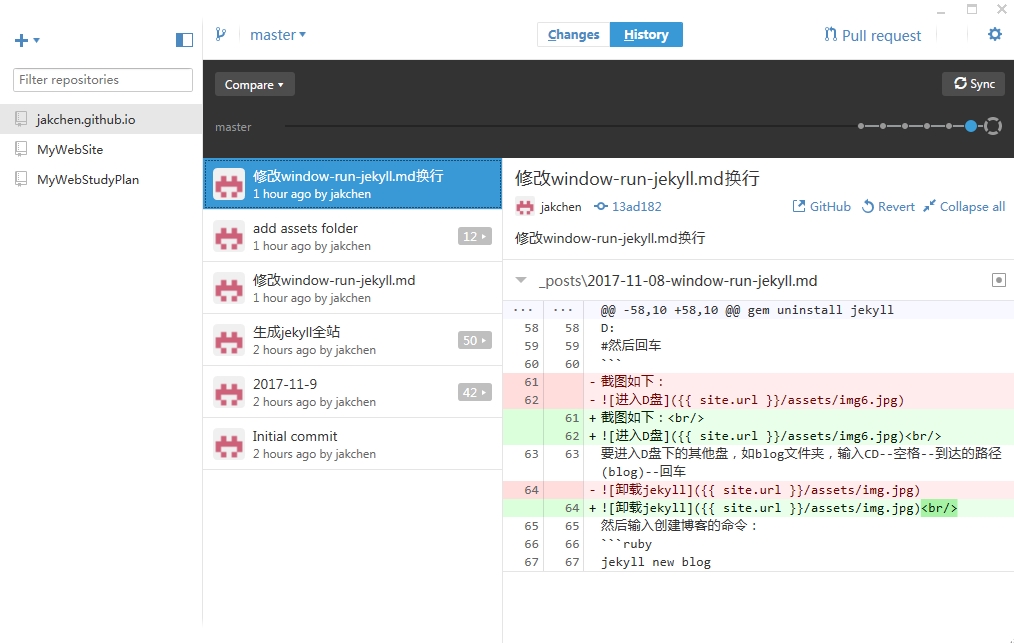 master
Changes
History
Pull request
Filter repositories
jakchen.github.io
MyWebSite
MyWebStudyPlan
Compare
Sync
master
修改window-run-jekyll.md换行
1 hour ago by jakchen
add assets folder
1 hour ago by jakchen
12
修改window-run-jekyll.md
1 hour ago by jakchen
生成jekyll全站
2 hours ago by jakchen
50
2017-11-9
2 hours ago by jakchen
42
Initial commit
2 hours ago by jakchen
修改window-run-jekyll.md换行
jakchen 13ad182 GitHub Revert Collapse all
修改window-run-jekyll.md换行
_posts\2017-11-08-window-run-jekyll.md
... ... @@ -58,10 +58,10 @@ gem uninstall jekyll
58 58 D:
59 59 #然后回车
60 60 ```
61 - 截图如下：
62 - ![进入D盘]({{ site.url }}/assets/img6.jpg)
61 + 截图如下：<br/>
62 + ![进入D盘]({{ site.url }}/assets/img6.jpg)<br/>
63 63 要进入D盘下的其他盘，如blog文件夹，输入CD--空格--到达的路径
(blog)--回车
64 - ![卸载jekyll]({{ site.url }}/assets/img.jpg)
64 + ![卸载jekyll]({{ site.url }}/assets/img.jpg)<br/>
65 65 然后输入创建博客的命令：
66 66 ```ruby
67 67 jekyll new blog